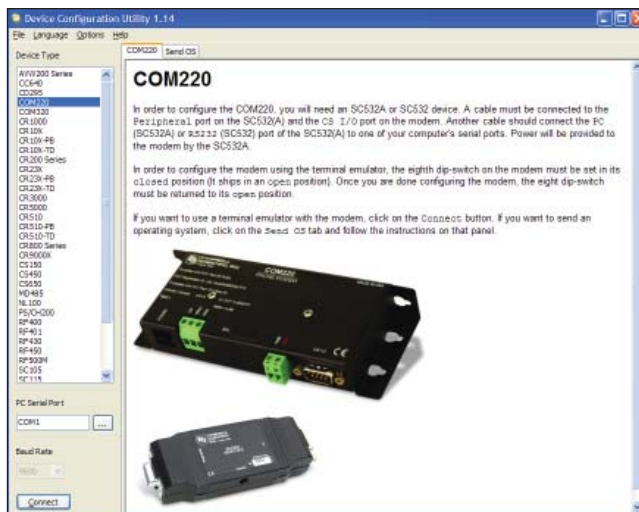 Device Configuration Utility 1.14
File Language Options Help
Device Type
AVW200 Series
CC640
CD295
COM220
COM320
CR1000
CR10X
CR10X-PB
CR10X-TD
CR200 Series
CR23X
CR23X-PB
CR23X-TD
CR3000
CR5000
CR510
CR510-PB
CR510-TD
CR800 Series
CR9000X
CS150
CS450
CS650
MD485
NL100
PS/CH200
RF400
RF401
RF430
RF450
RF500M
SC105
SC115
PC Serial Port
COM1
...
Baud Rate
9600
Connect
COM220 Send OS
COM220
In order to configure the COM220, you will need an SC532A or SC532 device. A cable must be connected to the
Peripheral port on the SC532(A) and the CS I/O port on the modem. Another cable should connect the PC
(SC532A) or RS232 (SC532) port of the SC532(A) to one of your computer's serial ports. Power will be provided to
the modem by the SC532A.
In order to configure the modem using the terminal emulator, the eighth dip-switch on the modem must be set in its
closed position (It ships in an open position). Once you are done configuring the modem, the eight dip-switch
must be returned to its open position.
If you want to use a terminal emulator with the modem, click on the Connect button. If you want to send an
operating system, click on the Send OS tab and follow the instructions on that panel.
COM220